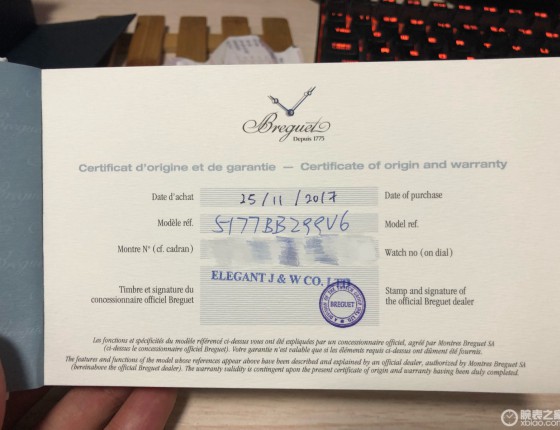 Breguet
Depuis 1775
Certificat d'origine et de garantie — Certificate of origin and warranty
Date d'achat 25/11/2017 Date of purchase
Modèle réf. 5177BB299V6 Model ref.
Montre N° (cf. cadran) Watch no (on dial)
ELEGANT J & W CO. LTD.
Timbre et signature du concessionnaire officiel Breguet
BREGUET
Stamp and signature of the official Breguet dealer
Les fonctions et spécificités du modèle référencé ci-dessus vous ont été expliquées par un concessionnaire officiel, agréé par Montres Breguet SA
(ci-dessus le concessionnaire officiel Breguet). Votre garantie n'est valable que si les éléments requis ci-dessus ont dûment été fournis.
The features and functions of the model whose references appear above have been described and explained by an official dealer, authorized by Montres Breguet SA
(hereinabove the official Breguet dealer). The warranty validity is contingent upon the present certificate of origin and warranty having been duly completed.
腕表之家
xbiao.com